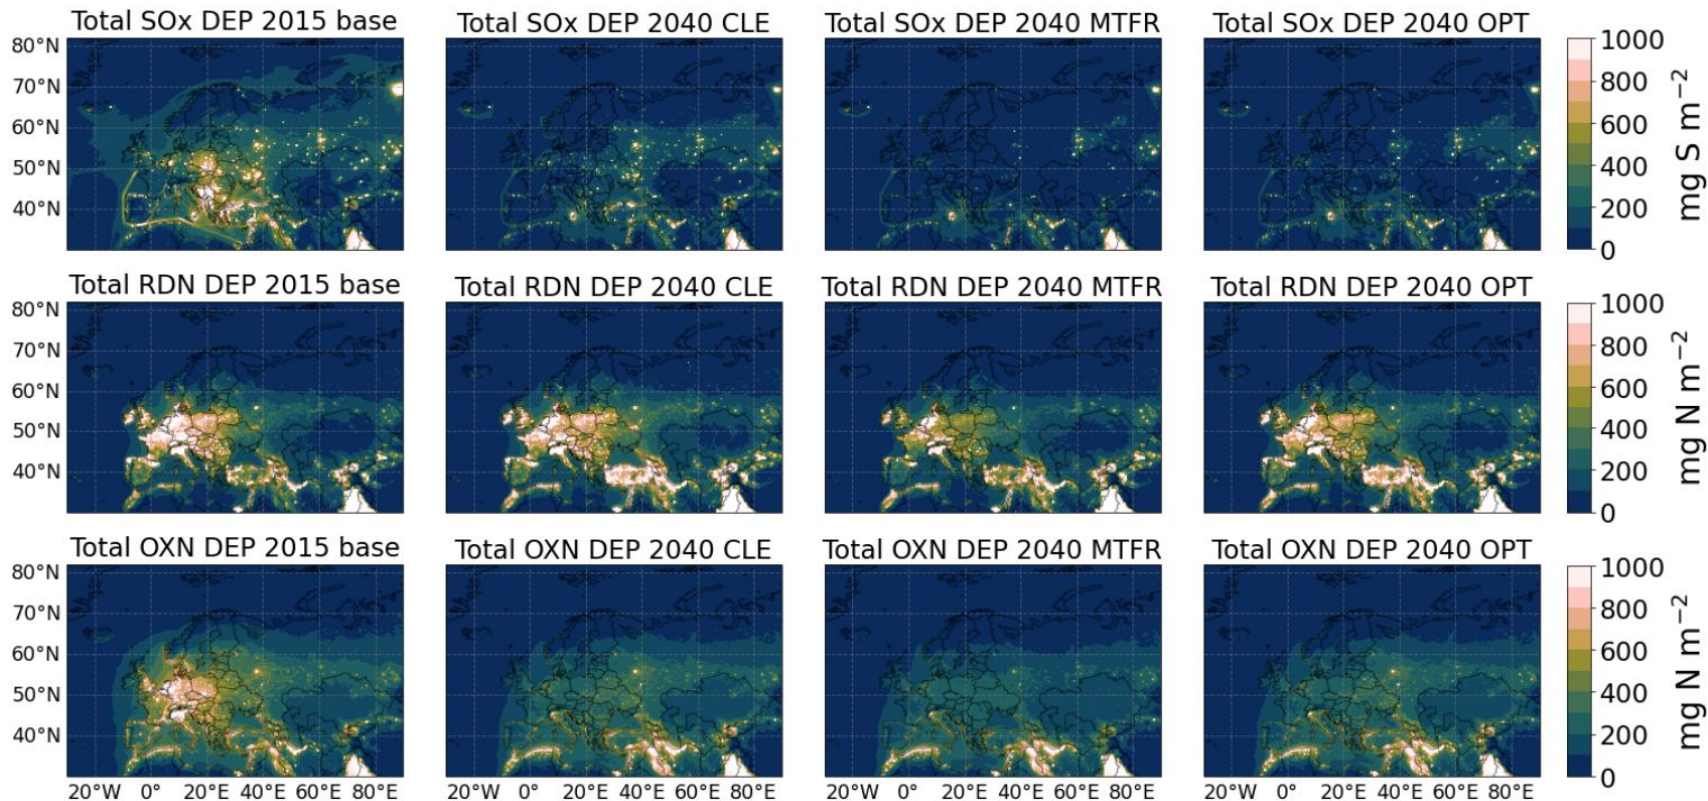 Total SOx DEP 2015 base Total SOx DEP 2040 CLE Total SOx DEP 2040 MTFR Total SOx DEP 2040 OPT
80°N
70°N
60°N
50°N
40°N
1000
800
600
400
200
0
mg S m⁻²
Total RDN DEP 2015 base Total RDN DEP 2040 CLE Total RDN DEP 2040 MTFR Total RDN DEP 2040 OPT
80°N
70°N
60°N
50°N
40°N
1000
800
600
400
200
0
mg N m⁻²
Total OXN DEP 2015 base Total OXN DEP 2040 CLE Total OXN DEP 2040 MTFR Total OXN DEP 2040 OPT
80°N
70°N
60°N
50°N
40°N
1000
800
600
400
200
0
mg N m⁻²
20°W 0° 20°E 40°E 60°E 80°E 20°W 0° 20°E 40°E 60°E 80°E 20°W 0° 20°E 40°E 60°E 80°E 20°W 0° 20°E 40°E 60°E 80°E